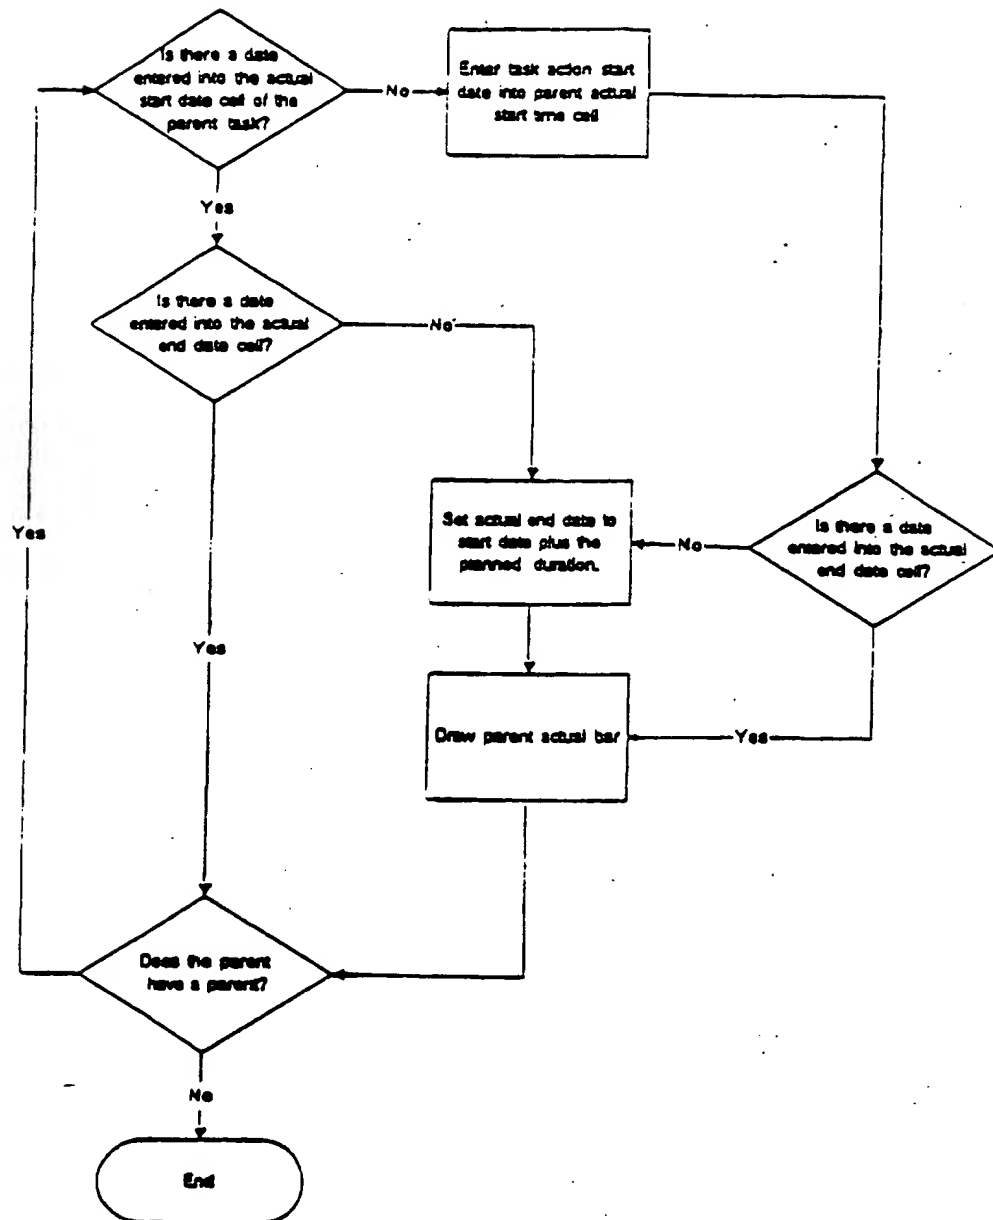 Is there a date
entered into the actual
start date cell of the
parent task?
No
Enter task action start
date into parent actual
start time cell
Yes
Is there a date
entered into the actual
end date cell?
No
Set actual end date to
start date plus the
planned duration.
No
Is there a date
entered into the actual
end date cell?
Yes
Yes
Draw parent actual bar
Yes
Does the parent
have a parent?
No
End